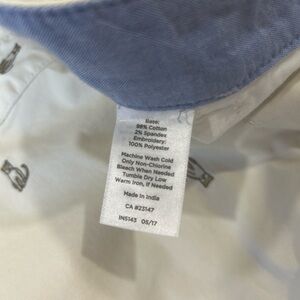 Base:
98% Cotton
2% Spandex
Embroidery:
100% Polyester
Machine Wash Cold
Only Non-Chlorine
Bleach When Needed
Tumble Dry Low
Warm Iron, If Needed
Made In India
CA #23147
IN5143 05/17